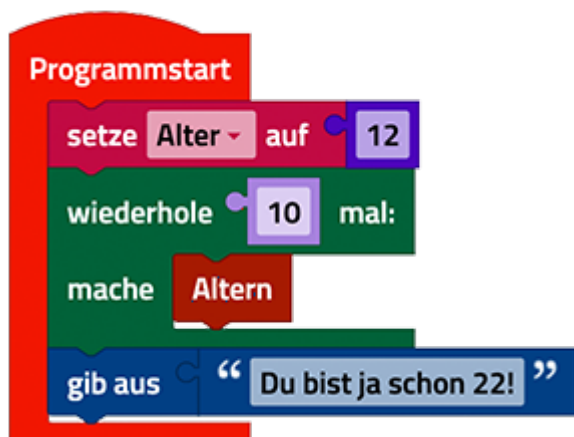 Programmstart
setze Alter auf 12
wiederhole 10 mal:
mache Altern
gib aus “ Du bist ja schon 22! ”